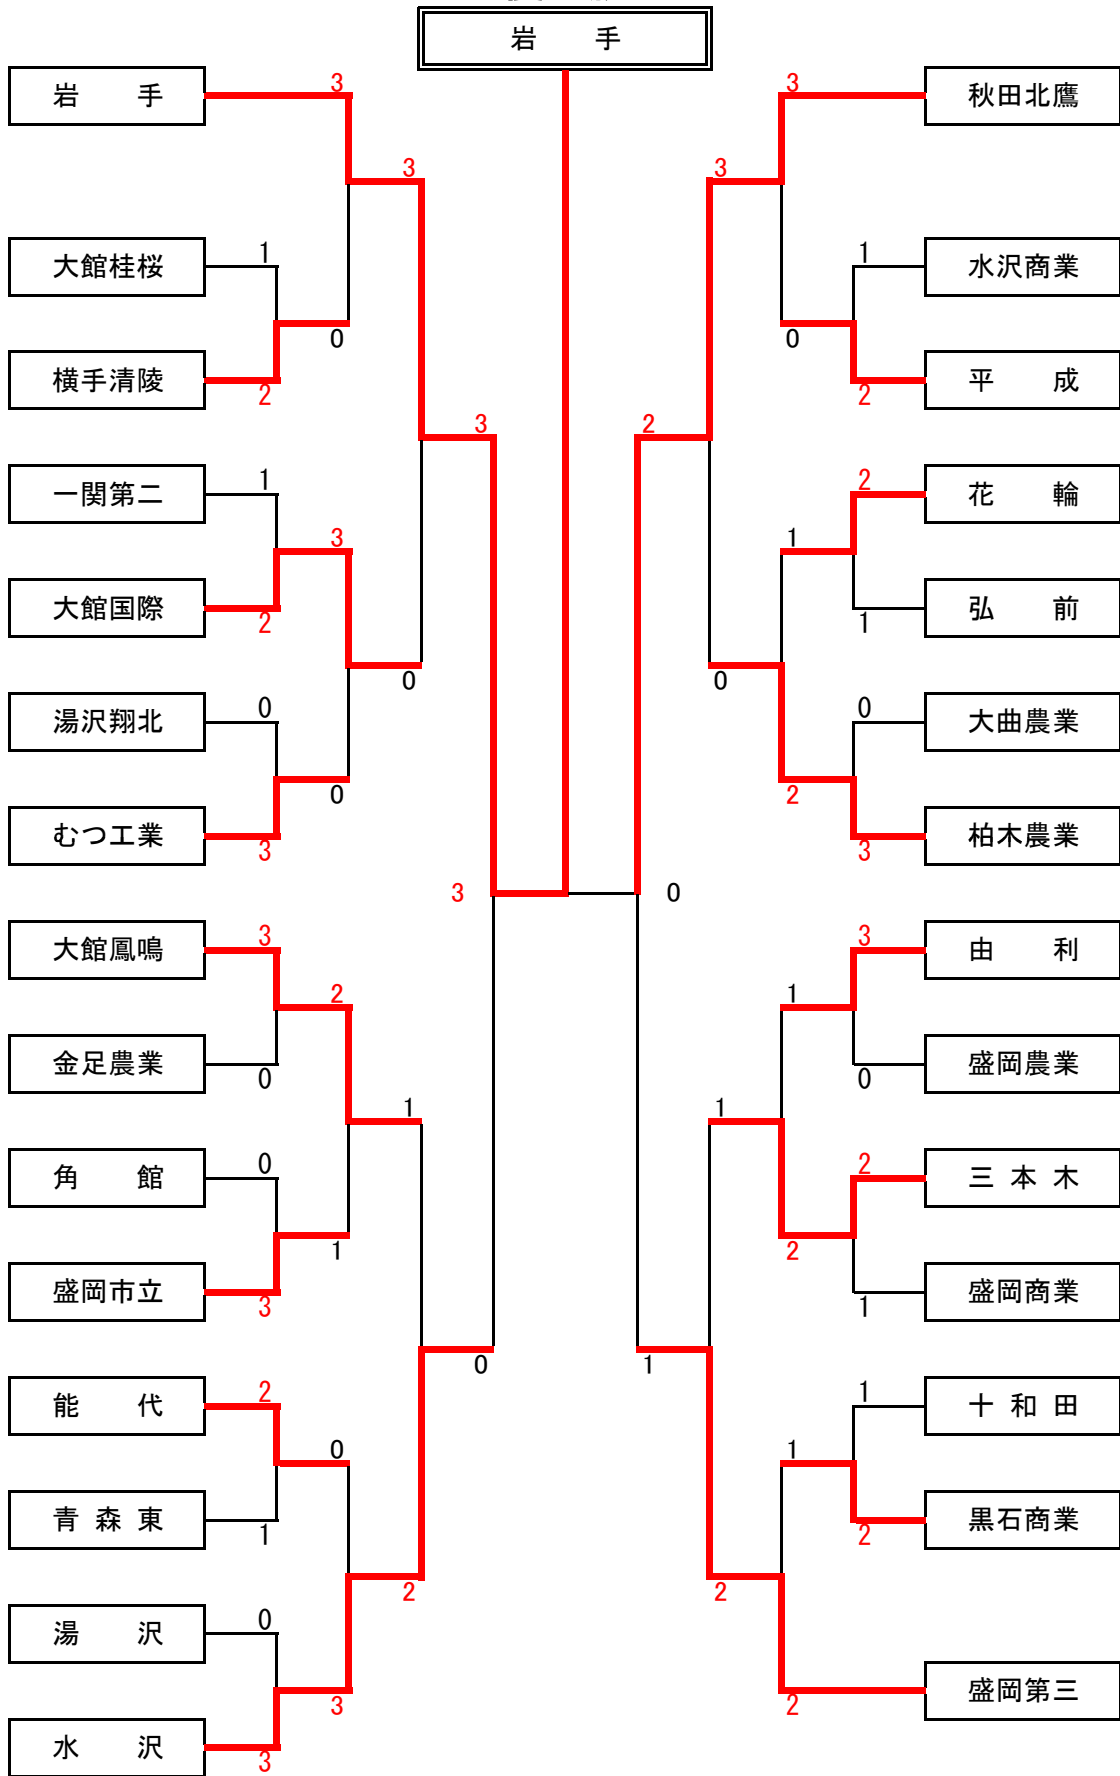 岩 手
岩 手
3
3
秋田北鷹
3
3
大館桂桜
1
1
水沢商業
0
0
横手清陵
2
2
平 成
3
2
一関第二
1
2
花 輪
3
1
大館国際
2
1
弘 前
0
0
湯沢翔北
0
0
大曲農業
0
2
むつ工業
3
3
柏木農業
3
0
大館鳳鳴
3
3
由 利
2
1
金足農業
0
0
盛岡農業
1
1
角 館
0
2
三 本 木
1
2
盛岡市立
3
1
盛岡商業
0
1
能 代
2
1
十 和 田
0
1
青 森 東
1
2
黒石商業
2
2
湯 沢
0
3
2
盛岡第三
水 沢
3